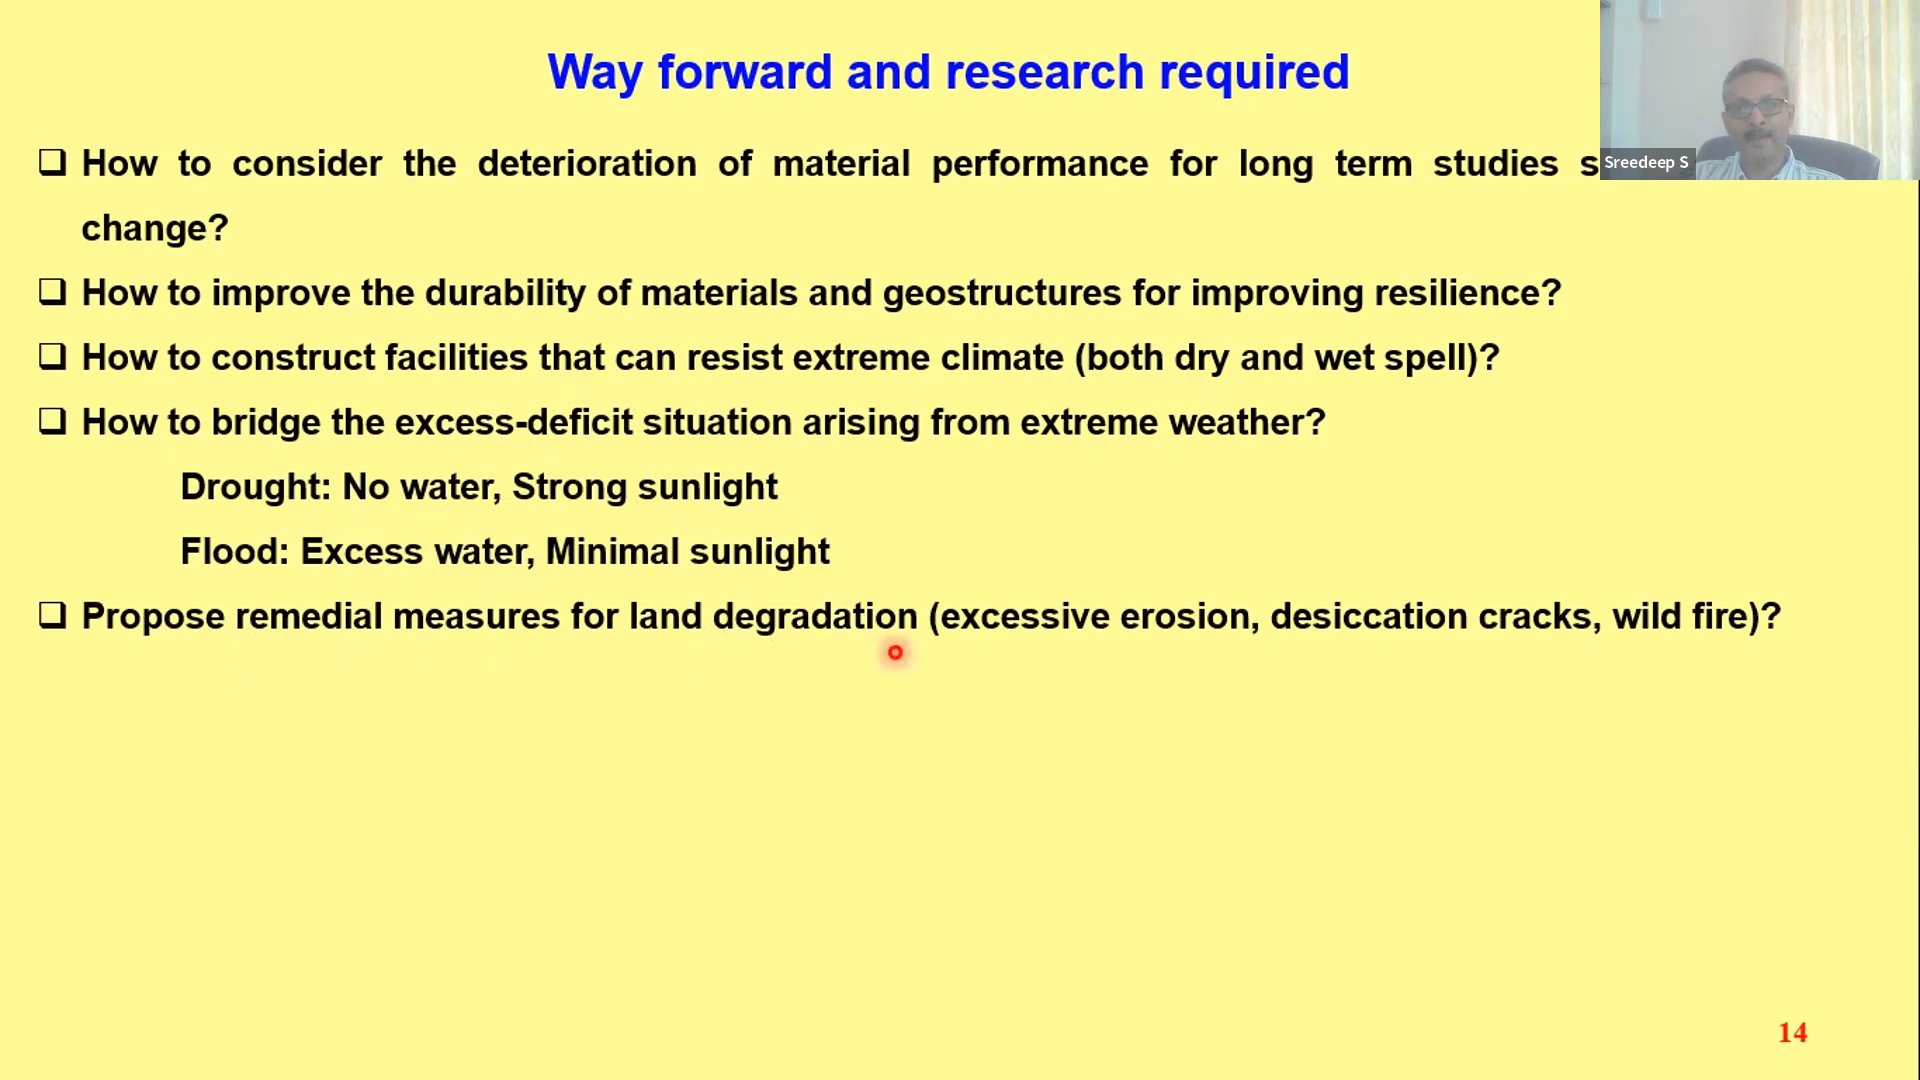 Way forward and research required
Sreedeep S
❑ How to consider the deterioration of material performance for long term studies
change?
❑ How to improve the durability of materials and geostructures for improving resilience?
❑ How to construct facilities that can resist extreme climate (both dry and wet spell)?
❑ How to bridge the excess-deficit situation arising from extreme weather?
Drought: No water, Strong sunlight
Flood: Excess water, Minimal sunlight
❑ Propose remedial measures for land degradation (excessive erosion, desiccation cracks, wild fire)?
14